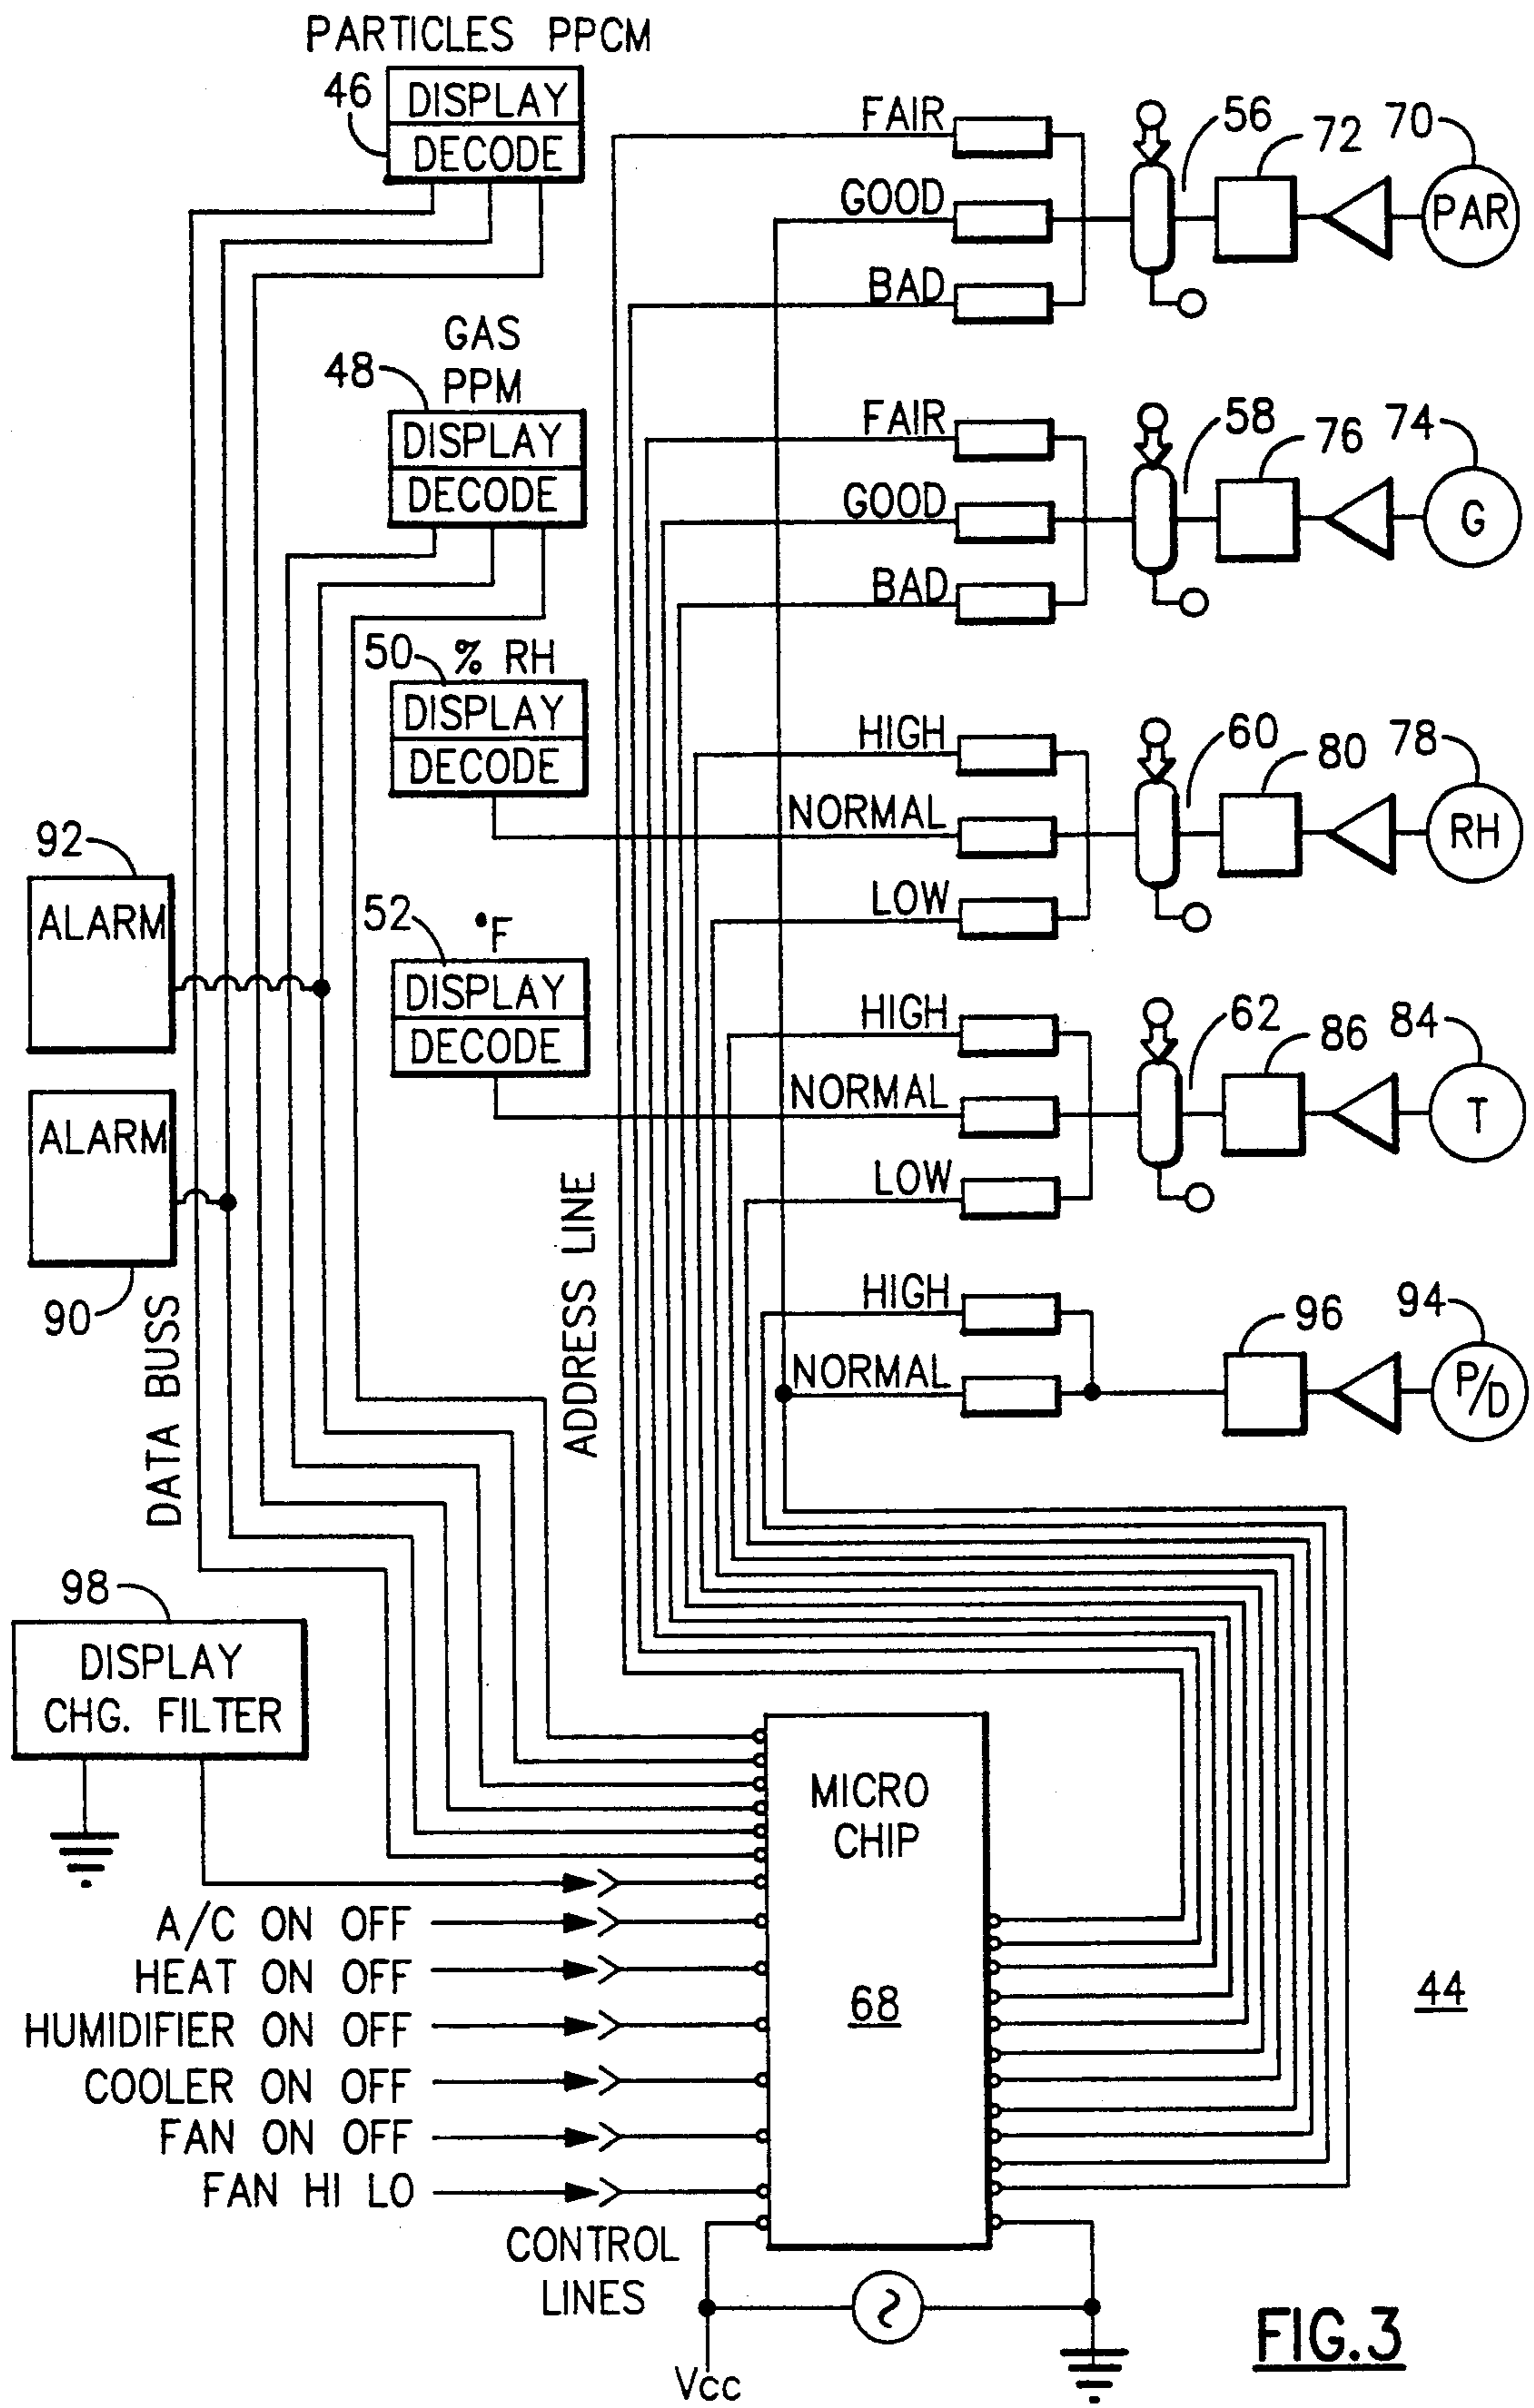 PARTICLES PPCM
46
DISPLAY
DECODE
GAS
PPM
48
DISPLAY
DECODE
50
% RH
DISPLAY
DECODE
52
°F
DISPLAY
DECODE
92
ALARM
ALARM
90
DATA BUSS
ADDRESS LINE
FAIR
GOOD
BAD
56
72
70
PAR
FAIR
GOOD
BAD
58
76
74
G
HIGH
NORMAL
LOW
60
80
78
RH
HIGH
NORMAL
LOW
62
86
84
T
HIGH
NORMAL
96
94
P/D
98
DISPLAY
CHG. FILTER
MICRO
CHIP
68
A/C ON OFF
HEAT ON OFF
HUMIDIFIER ON OFF
COOLER ON OFF
FAN ON OFF
FAN HI LO
CONTROL
LINES
Vcc
44
FIG.3